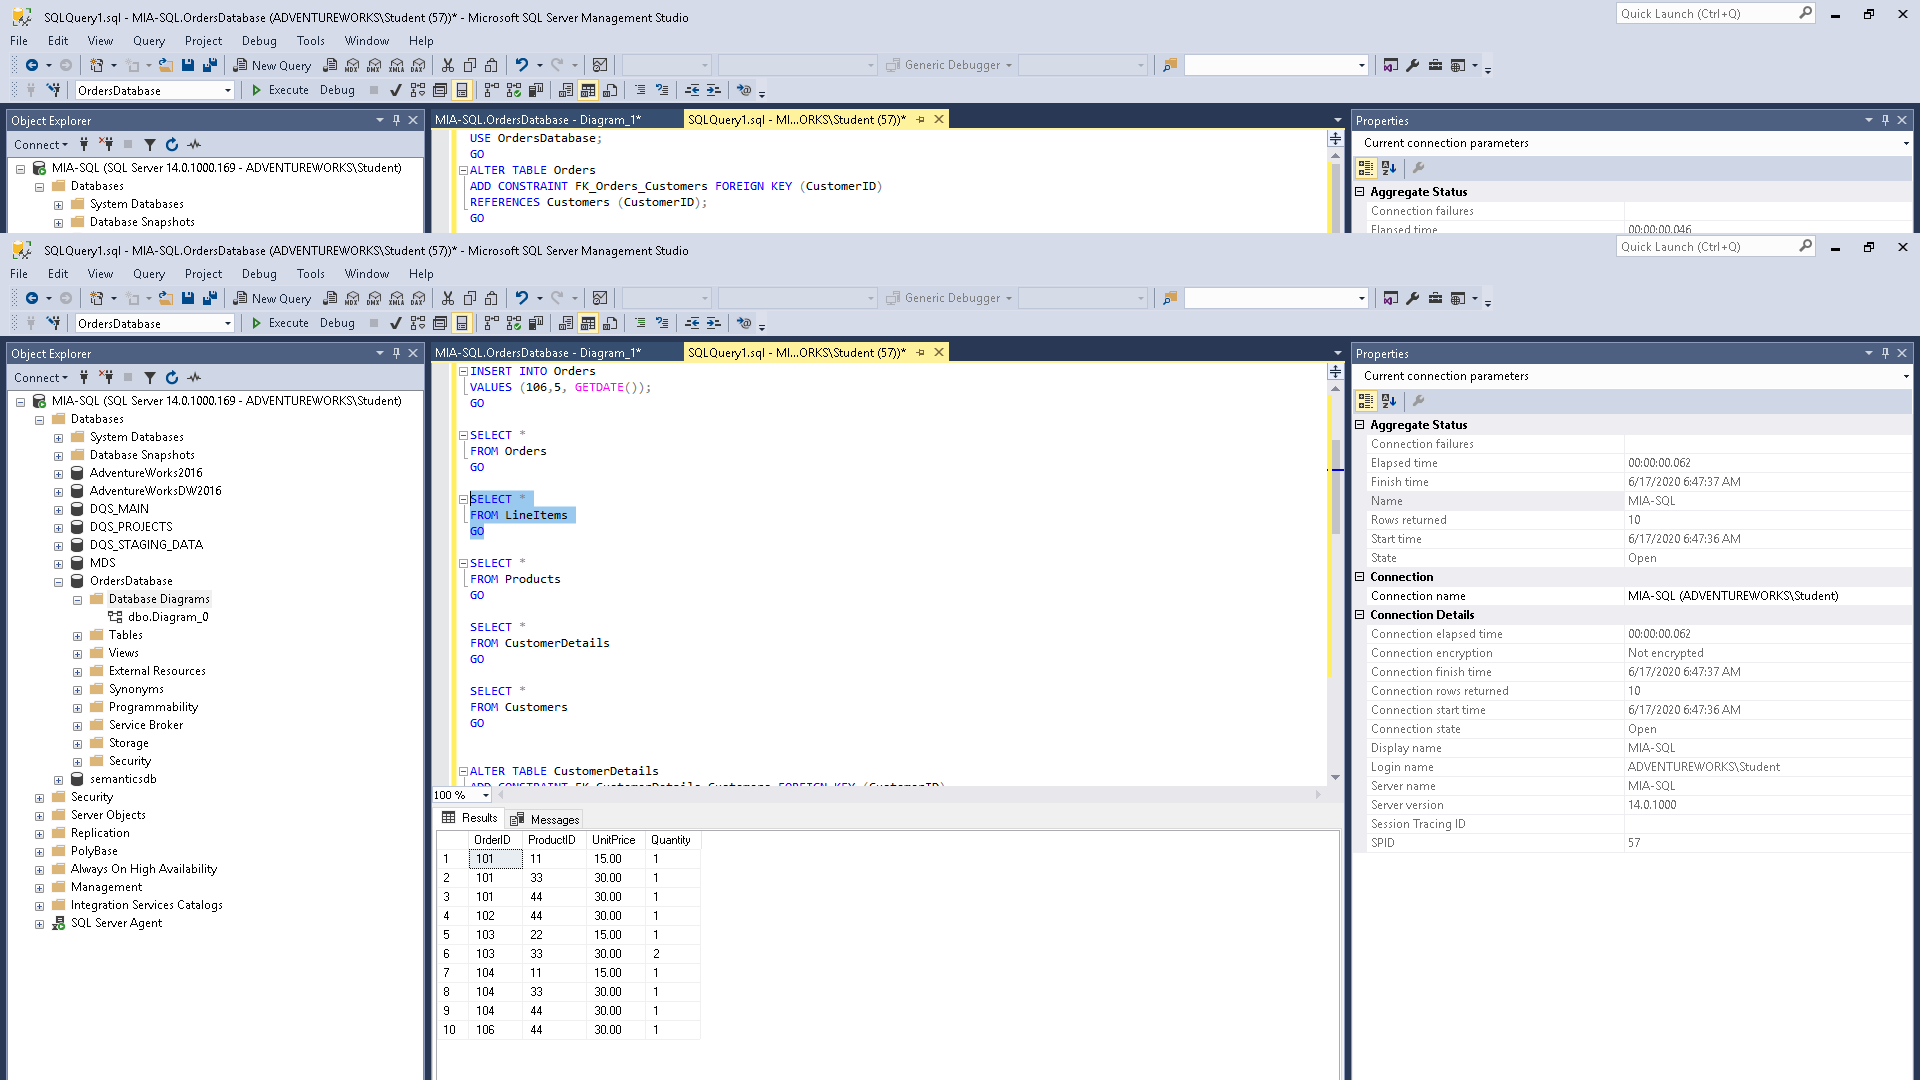 SQLQuery1.sql - MIA-SQL.OrdersDatabase (ADVENTUREWORKS\Student (57))* - Microsoft SQL Server Management Studio
Quick Launch (Ctrl+Q)
File Edit View Query Project Debug Tools Window Help
New Query MDX DMX XMLA DAX Generic Debugger
OrdersDatabase Execute Debug
Object Explorer
Connect
MIA-SQL (SQL Server 14.0.1000.169 - ADVENTUREWORKS\Student)
Databases
System Databases
Database Snapshots
MIA-SQL.OrdersDatabase - Diagram_1* SQLQuery1.sql - MI...ORKS\Student (57))*
USE OrdersDatabase;
GO
ALTER TABLE Orders
ADD CONSTRAINT FK_Orders_Customers FOREIGN KEY (CustomerID)
REFERENCES Customers (CustomerID);
GO
Properties
Current connection parameters
Aggregate Status
Connection failures
Elapsed time 00:00:00.046
SQLQuery1.sql - MIA-SQL.OrdersDatabase (ADVENTUREWORKS\Student (57))* - Microsoft SQL Server Management Studio
Quick Launch (Ctrl+Q)
File Edit View Query Project Debug Tools Window Help
New Query MDX DMX XMLA DAX Generic Debugger
OrdersDatabase Execute Debug
Object Explorer
Connect
MIA-SQL (SQL Server 14.0.1000.169 - ADVENTUREWORKS\Student)
Databases
System Databases
Database Snapshots
AdventureWorks2016
AdventureWorksDW2016
DQS_MAIN
DQS_PROJECTS
DQS_STAGING_DATA
MDS
OrdersDatabase
Database Diagrams
dbo.Diagram_0
Tables
Views
External Resources
Synonyms
Programmability
Service Broker
Storage
Security
semanticsdb
Security
Server Objects
Replication
PolyBase
Always On High Availability
Management
Integration Services Catalogs
SQL Server Agent
MIA-SQL.OrdersDatabase - Diagram_1* SQLQuery1.sql - MI...ORKS\Student (57))*
INSERT INTO Orders
VALUES (106,5, GETDATE());
GO
SELECT *
FROM Orders
GO
SELECT *
FROM LineItems
GO
SELECT *
FROM Products
GO
SELECT *
FROM CustomerDetails
GO
SELECT *
FROM Customers
GO
ALTER TABLE CustomerDetails
ADD CONSTRAINT FK_CustomerDetails_Customers FOREIGN KEY (CustomerID)
100 %
Results Messages
OrderID ProductID UnitPrice Quantity
1 101 11 15.00 1
2 101 33 30.00 1
3 101 44 30.00 1
4 102 44 30.00 1
5 103 22 15.00 1
6 103 33 30.00 2
7 104 11 15.00 1
8 104 33 30.00 1
9 104 44 30.00 1
10 106 44 30.00 1
Properties
Current connection parameters
Aggregate Status
Connection failures
Elapsed time 00:00:00.062
Finish time 6/17/2020 6:47:37 AM
Name MIA-SQL
Rows returned 10
Start time 6/17/2020 6:47:36 AM
State Open
Connection
Connection name MIA-SQL (ADVENTUREWORKS\Student)
Connection Details
Connection elapsed time 00:00:00.062
Connection encryption Not encrypted
Connection finish time 6/17/2020 6:47:37 AM
Connection rows returned 10
Connection start time 6/17/2020 6:47:36 AM
Connection state Open
Display name MIA-SQL
Login name ADVENTUREWORKS\Student
Server name MIA-SQL
Server version 14.0.1000
Session Tracing ID
SPID 57